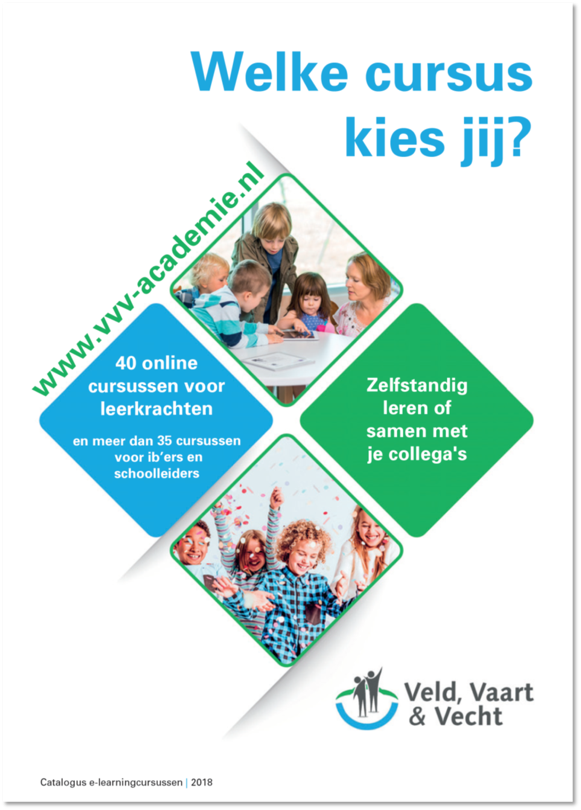 Welke cursus
kies jij?
www.vvv-academie.nl
40 online
cursussen voor
leerkrachten
en meer dan 35 cursussen
voor ib'ers en
schoolleiders
Zelfstandig
leren of
samen met
je collega's
Veld, Vaart
& Vecht
Catalogus e-learningcursussen | 2018